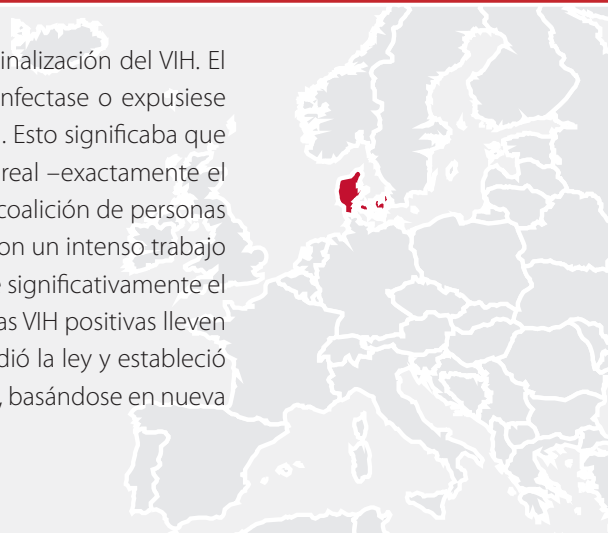 inalización del VIH. El
nfectase o expusiese
. Esto significaba que
real –exactamente el
coalición de personas
on un intenso trabajo
e significativamente el
as VIH positivas lleven
dió la ley y estableció
, basándose en nueva